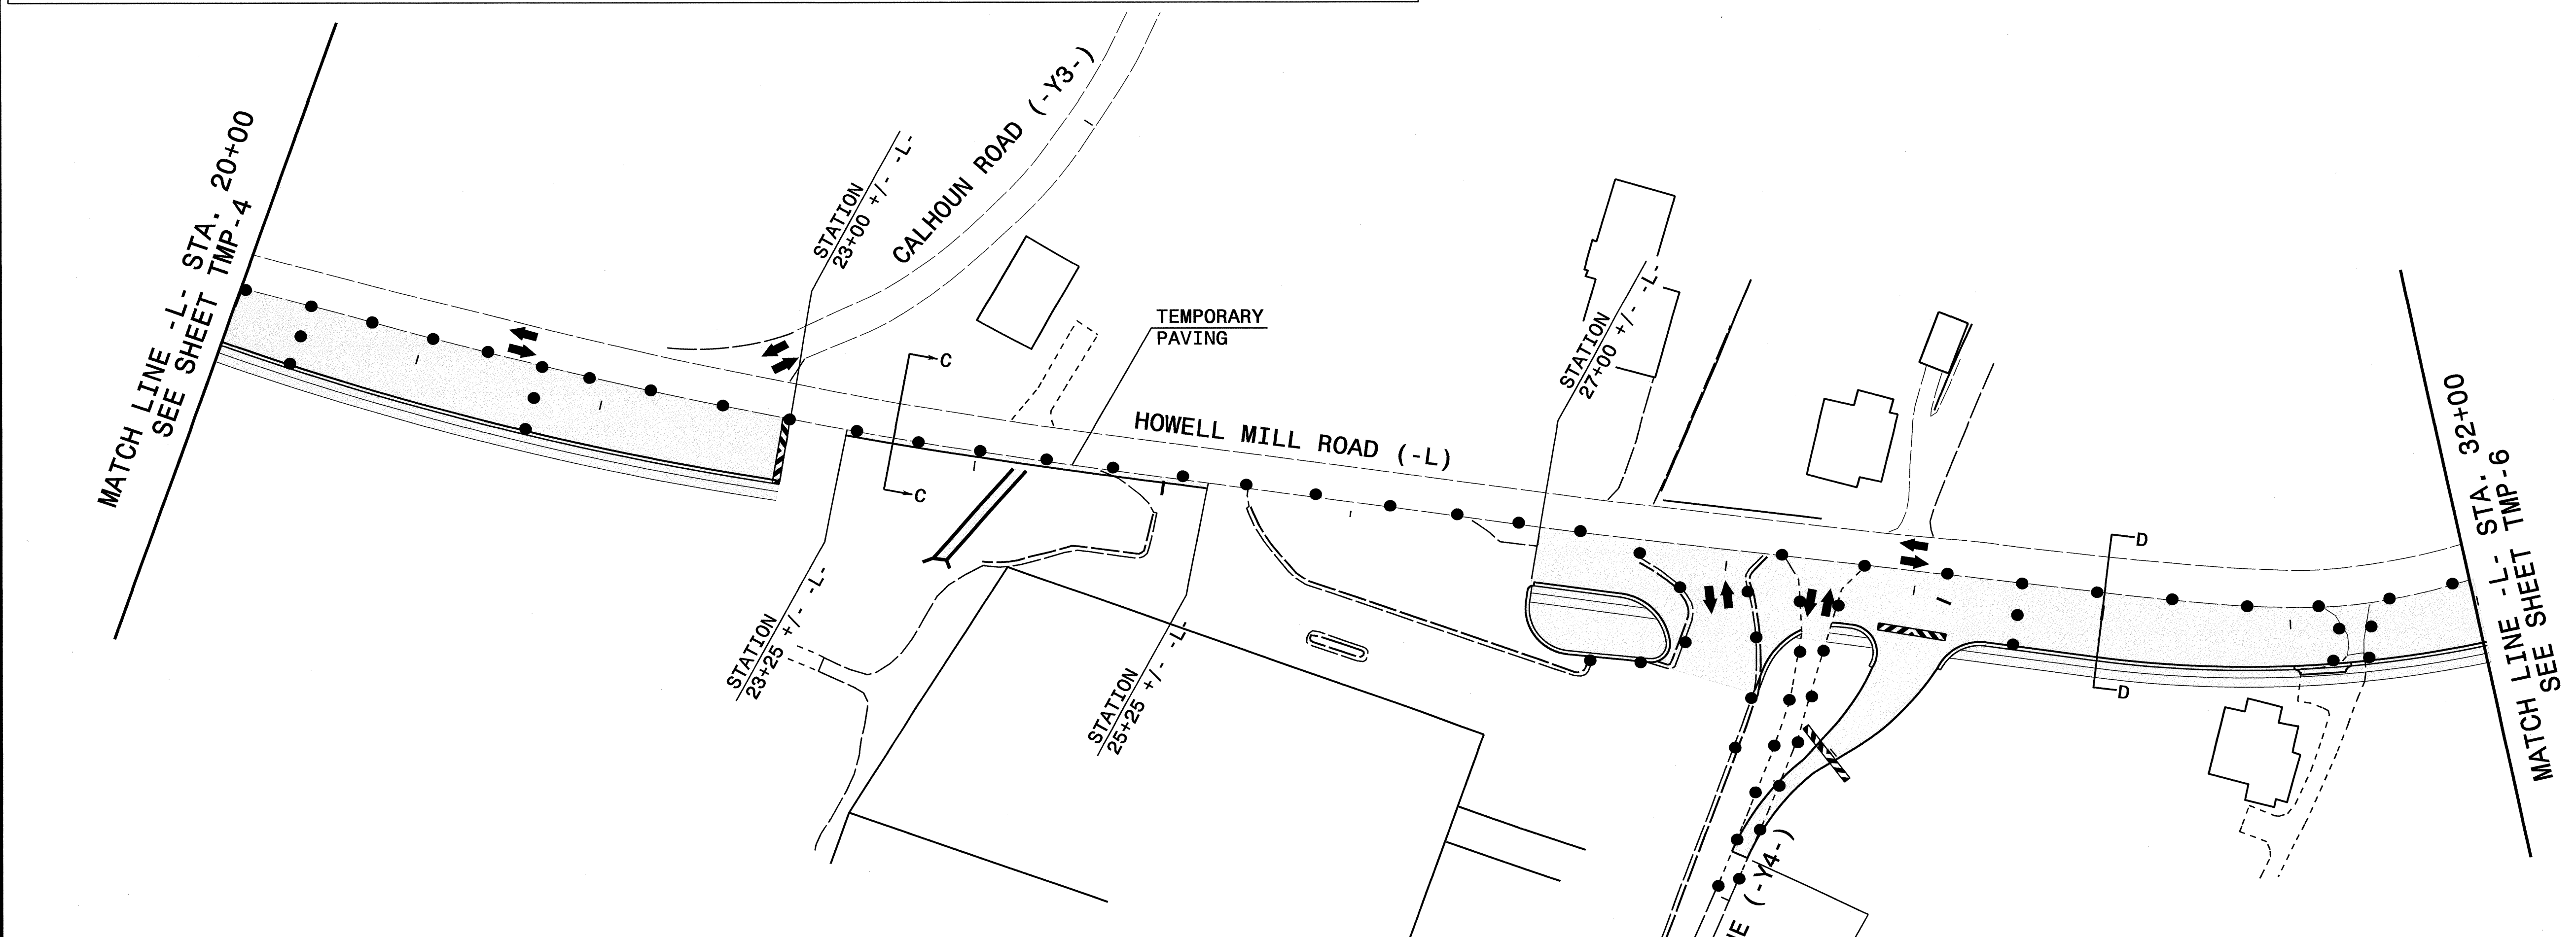 MATCH LINE -L- STA. 20+00
SEE SHEET TMP-4
STATION
23+00 +/- -L-
CALHOUN ROAD (-Y3-)
C
C
TEMPORARY
PAVING
HOWELL MILL ROAD (-L)
STATION
27+00 +/- -L-
STATION
23+25 +/- -L-
STATION
25+25 +/- -L-
D
D
(-Y4-)
MATCH LINE -L- STA. 32+00
SEE SHEET TMP-6